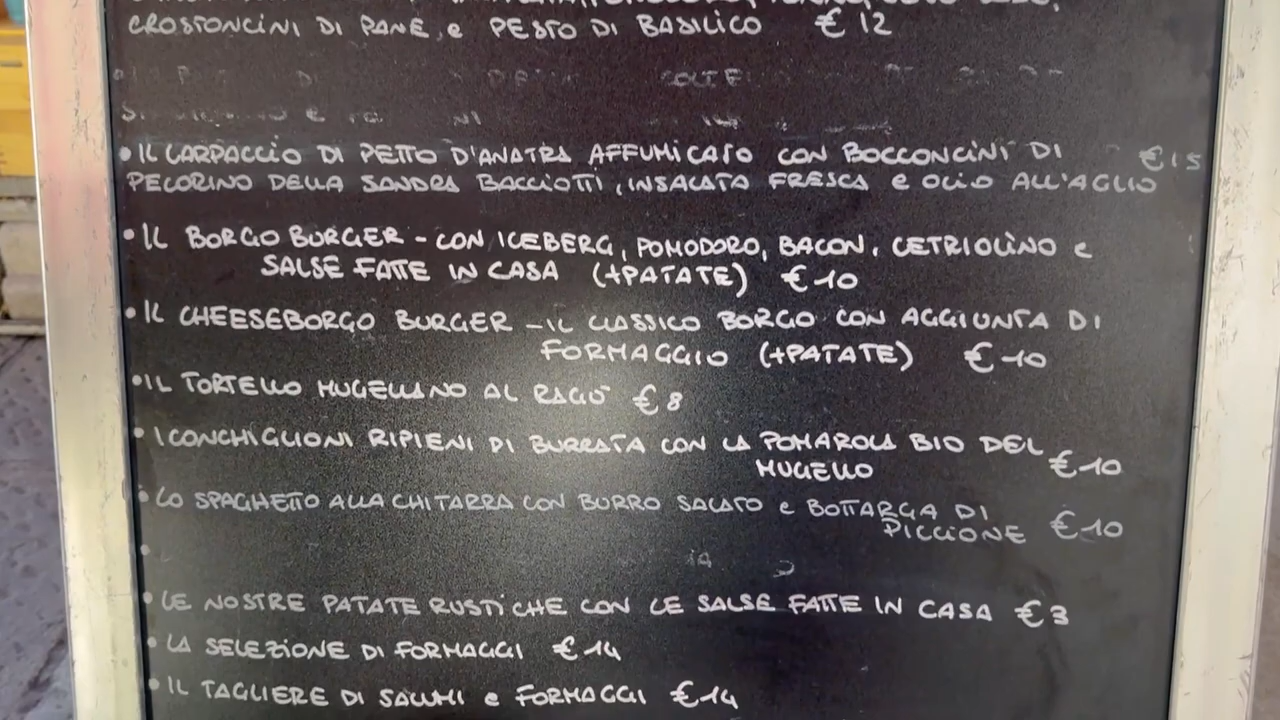 CROSTONCINI DI PANE, e PESTO DI BASILICO € 12
• IL CARPACCIO DI PETTO D'ANATRA AFFUMICATO CON BOCCONCINI DI €15
PECORINO DELLA SANDRA BACCIOTTI, INSALATA FRESCA e OLIO ALL'AGLIO
• IL BORGO BURGER - CON ICEBERG, POMODORO, BACON, CETRIOLINO e
SALSE FATTE IN CASA (+PATATE) €10
• IL CHEESEBORGO BURGER - IL CLASSICO BORGO CON AGGIUNTA DI
FORMAGGIO (+PATATE) €10
• IL TORTELLO MUGELLANO AL RAGÙ €8
• I CONCHIGLIONI RIPIENI DI BURRATA CON LA POMAROLA BIO DEL
MUGELLO €10
• LO SPAGHETTO ALLA CHITARRA CON BURRO SALATO e BOTTARGA DI
PICCIONE €10
• LE NOSTRE PATATE RUSTICHE CON LE SALSE FATTE IN CASA €3
• LA SELEZIONE DI FORMAGGI €14
• IL TAGLIERE DI SALUMI e FORMAGGI €14